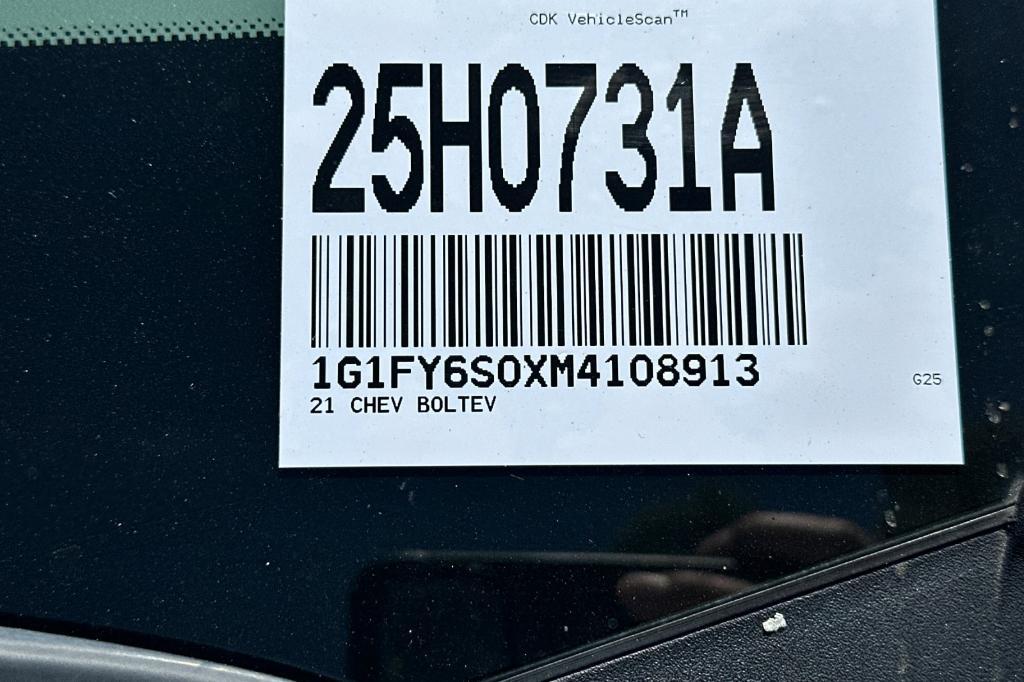 CDK VehicleScan™
25H0731A
1G1FY6S0XM4108913
21 CHEV BOLTEV
G25